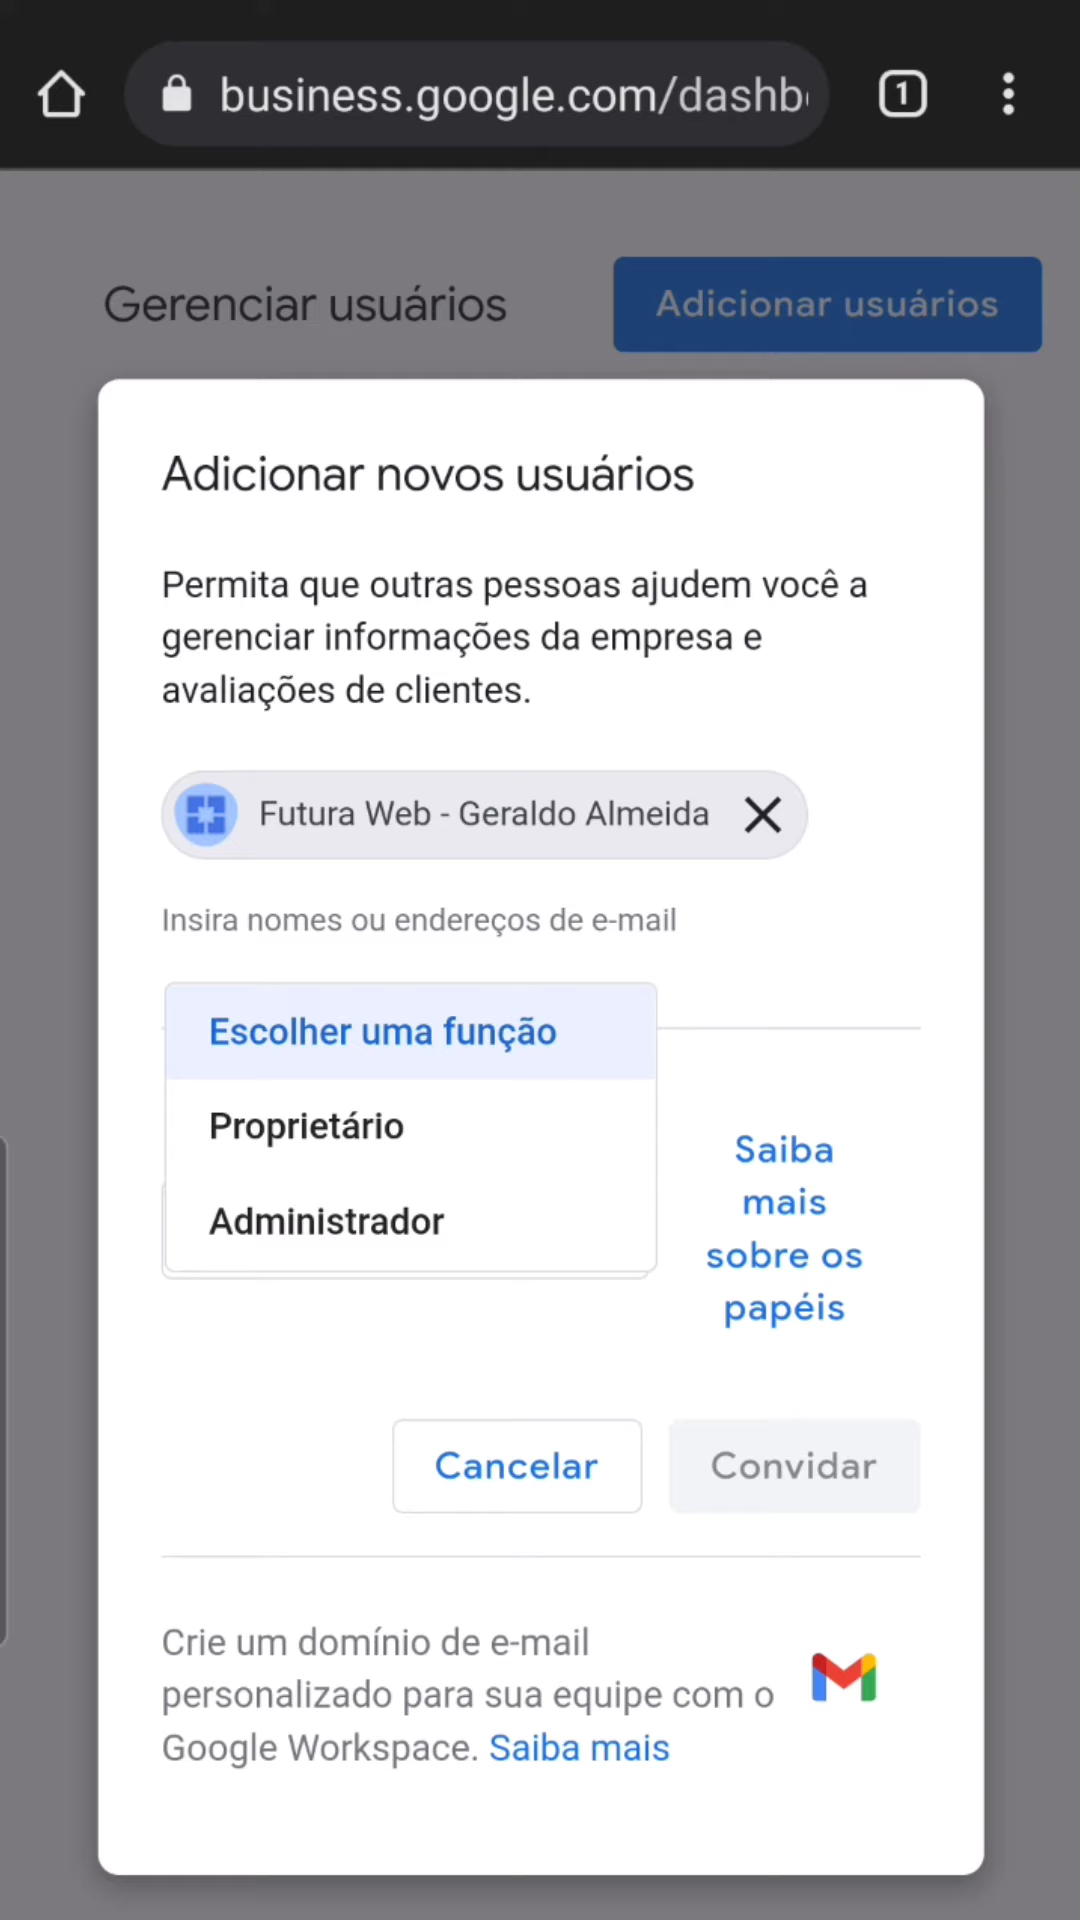 business.google.com/dashb
1
Gerenciar usuários
Adicionar usuários
Adicionar novos usuários
Permita que outras pessoas ajudem você a
gerenciar informações da empresa e
avaliações de clientes.
Futura Web - Geraldo Almeida
Insira nomes ou endereços de e-mail
Escolher uma função
Proprietário
Administrador
Saiba
mais
sobre os
papéis
Cancelar
Convidar
Crie um domínio de e-mail
personalizado para sua equipe com o
Google Workspace. Saiba mais